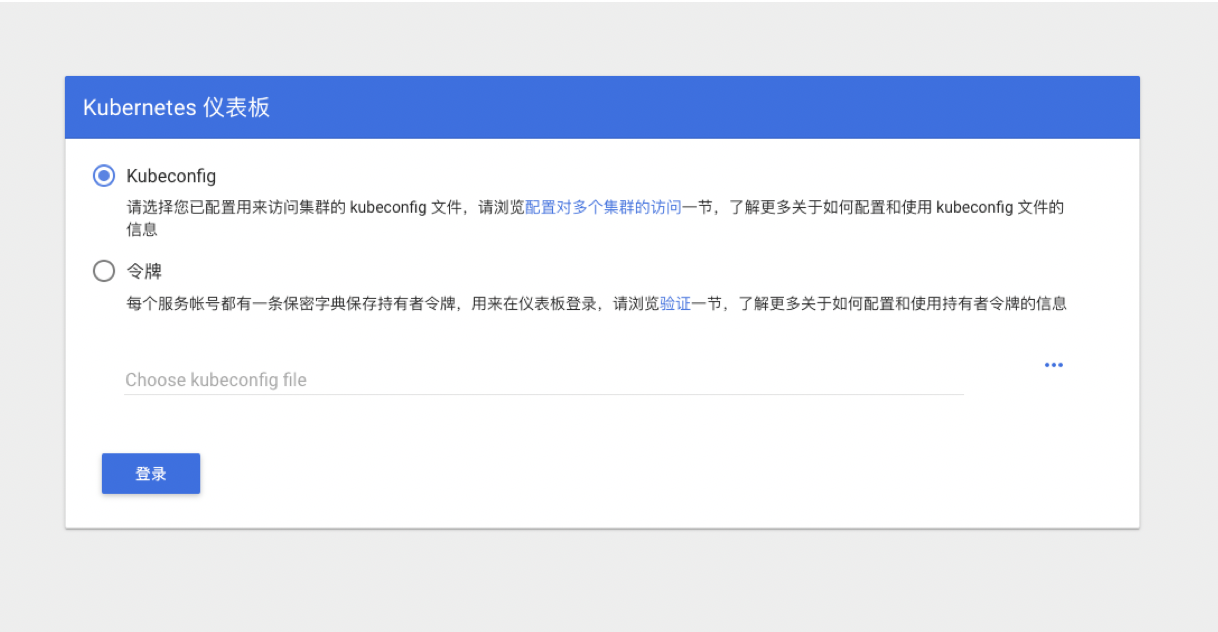 Kubernetes 仪表板
Kubeconfig
请选择您已配置用来访问集群的 kubeconfig 文件，请浏览配置对多个集群的访问一节，了解更多关于如何配置和使用 kubeconfig 文件的
信息
令牌
每个服务帐号都有一条保密字典保存持有者令牌，用来在仪表板登录，请浏览验证一节，了解更多关于如何配置和使用持有者令牌的信息
Choose kubeconfig file
登录